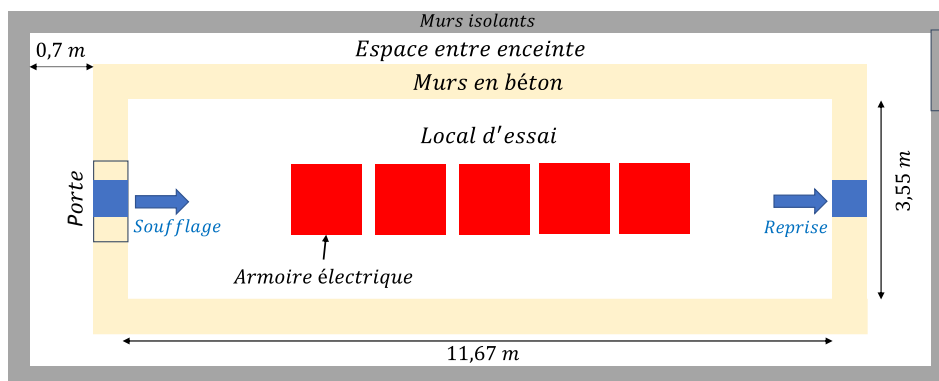 Murs isolants
0,7 m
Espace entre enceinte
Murs en béton
Local d'essai
Porte
Soufflage
Reprise
3,55 m
Armoire électrique
11,67 m